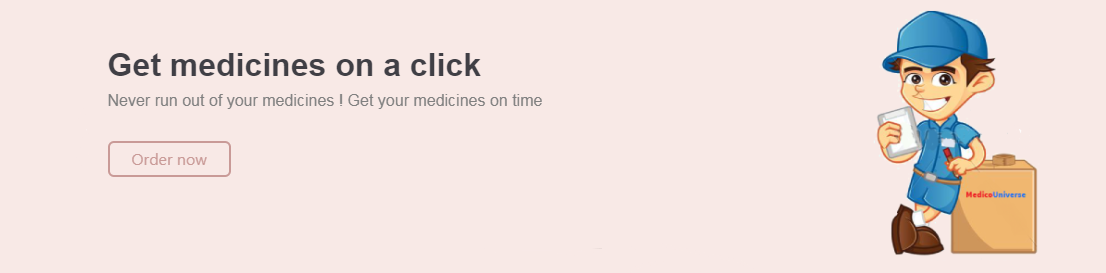 Get medicines on a click
Never run out of your medicines ! Get your medicines on time
Order now
MedicoUniverse